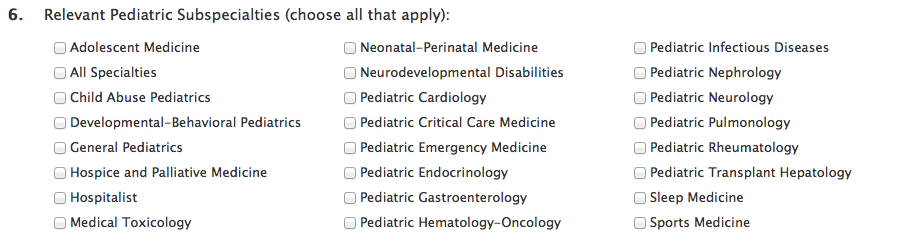 6. Relevant Pediatric Subspecialties (choose all that apply):
Adolescent Medicine
All Specialties
Child Abuse Pediatrics
Developmental-Behavioral Pediatrics
General Pediatrics
Hospice and Palliative Medicine
Hospitalist
Medical Toxicology
Neonatal-Perinatal Medicine
Neurodevelopmental Disabilities
Pediatric Cardiology
Pediatric Critical Care Medicine
Pediatric Emergency Medicine
Pediatric Endocrinology
Pediatric Gastroenterology
Pediatric Hematology-Oncology
Pediatric Infectious Diseases
Pediatric Nephrology
Pediatric Neurology
Pediatric Pulmonology
Pediatric Rheumatology
Pediatric Transplant Hepatology
Sleep Medicine
Sports Medicine